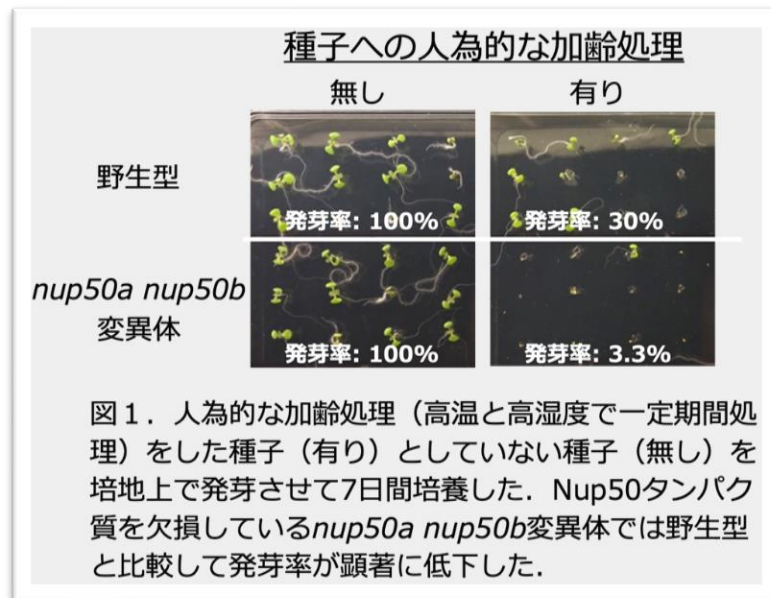 種子への人為的な加齢処理
無し 有り
野生型
発芽率: 100% 発芽率: 30%
nup50a nup50b
変異体
発芽率: 100% 発芽率: 3.3%
図１．人為的な加齢処理（高温と高湿度で一定期間処
理）をした種子（有り）としていない種子（無し）を
培地上で発芽させて7日間培養した．Nup50タンパク
質を欠損しているnup50a nup50b変異体では野生型
と比較して発芽率が顕著に低下した．